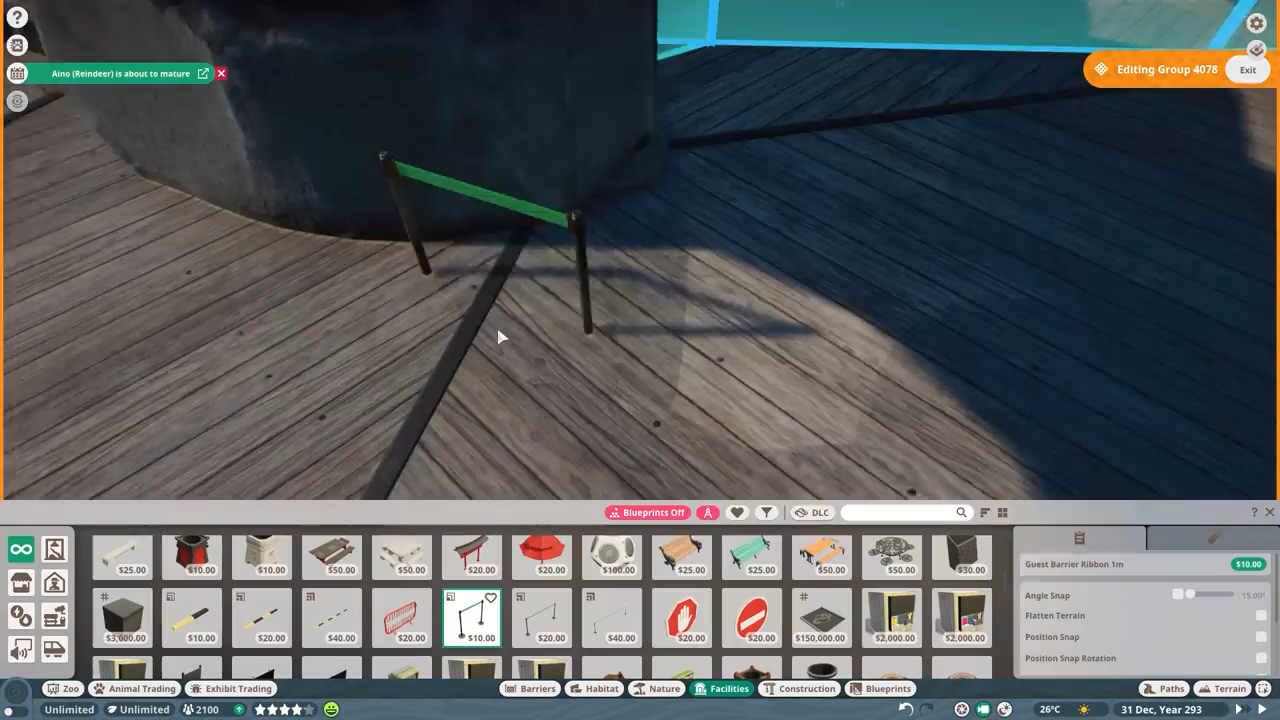 Aino (Reindeer) is about to mature
Editing Group 4078
Exit
Blueprints Off
DLC
$25.00 $10.00 $10.00 $50.00 $50.00 $20.00 $20.00 $100.00 $25.00 $25.00 $50.00 $50.00 $30.00
$3,000.00 $10.00 $20.00 $40.00 $20.00 $10.00 $20.00 $40.00 $20.00 $20.00 $150,000.00 $2,000.00 $2,000.00
Guest Barrier Ribbon 1m $10.00
Angle Snap 15.00°
Flatten Terrain
Position Snap
Position Snap Rotation
Zoo Animal Trading Exhibit Trading Barriers Habitat Nature Facilities Construction Blueprints Paths Terrain
Unlimited Unlimited 2100 26°C 31 Dec, Year 293